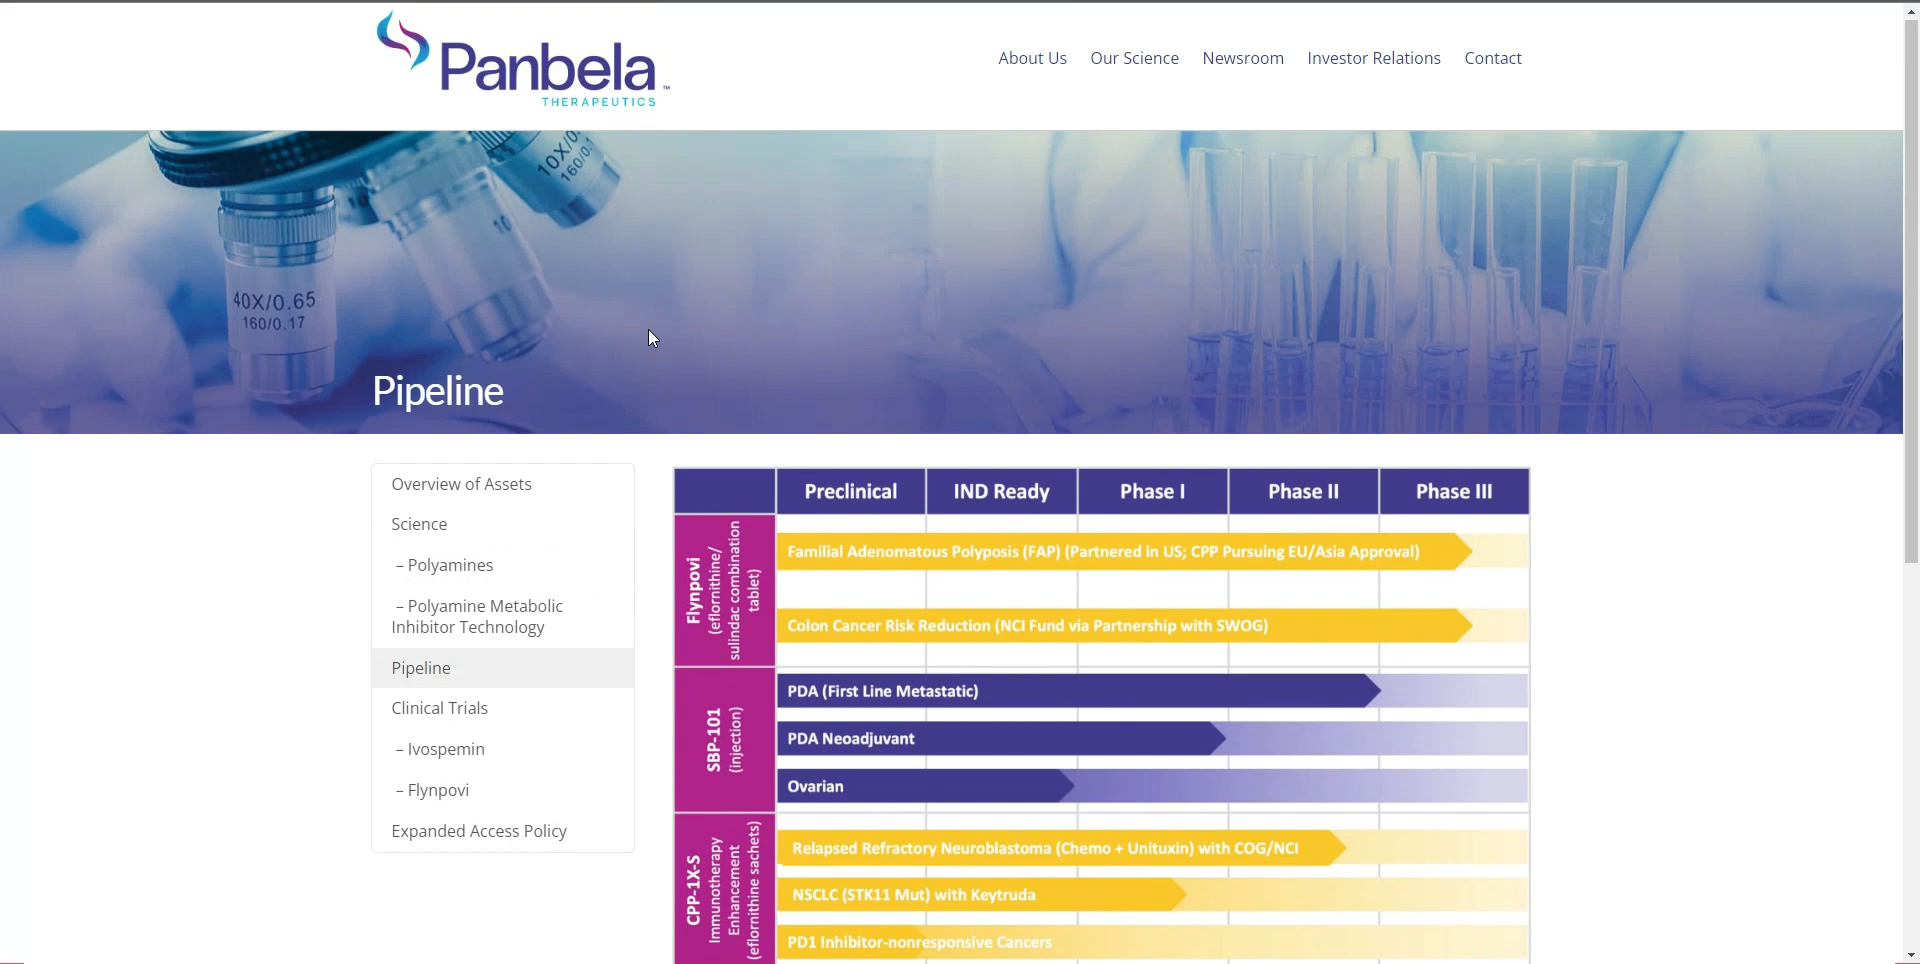 Panbela™
THERAPEUTICS
About Us
Our Science
Newsroom
Investor Relations
Contact
40X/0.65
160/0.17
10X/0.
160/0.
10
Pipeline
Overview of Assets
Science
– Polyamines
– Polyamine Metabolic
Inhibitor Technology
Pipeline
Clinical Trials
– Ivospemin
– Flynpovi
Expanded Access Policy
Preclinical
IND Ready
Phase I
Phase II
Phase III
Flynpovi
(eflornithine/
sulindac combination
tablet)
Familial Adenomatous Polyposis (FAP) (Partnered in US; CPP Pursuing EU/Asia Approval)
Colon Cancer Risk Reduction (NCI Fund via Partnership with SWOG)
SBP-101
(injection)
PDA (First Line Metastatic)
PDA Neoadjuvant
Ovarian
CPP-1X-S
Immunotherapy
Enhancement
(eflornithine sachets)
Relapsed Refractory Neuroblastoma (Chemo + Unituxin) with COG/NCI
NSCLC (STK11 Mut) with Keytruda
PD1 Inhibitor-nonresponsive Cancers